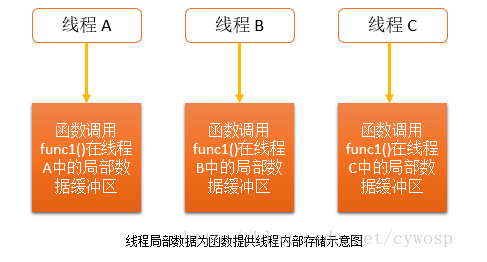 线程 A
线程 B
线程 C
函数调用
func1()在线程
A中的局部数
据缓冲区
函数调用
func1()在线程
B中的局部数
据缓冲区
函数调用
func1()在线程
C中的局部数
据缓冲区
线程局部数据为函数提供线程内部存储示意图
net/cywosp